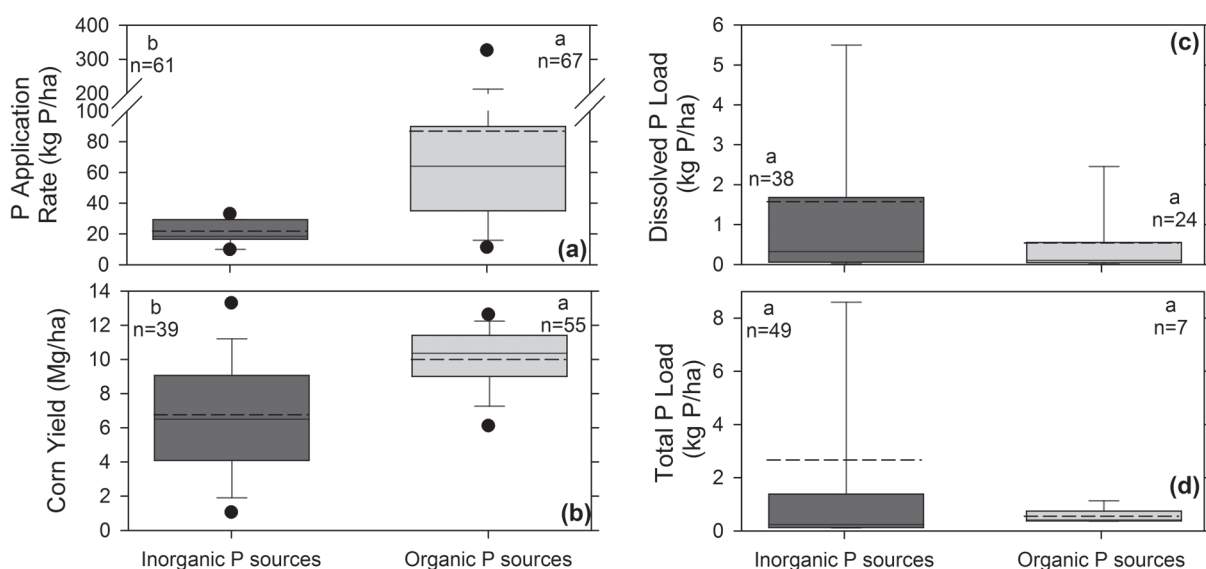 400
300
200
100
80
60
40
20
0
P Application
Rate (kg P/ha)
b
n=61
a
n=67
(a)
14
12
10
8
6
4
2
0
Corn Yield (Mg/ha)
b
n=39
a
n=55
(b)
Inorganic P sources
Organic P sources
6
5
4
3
2
1
0
Dissolved P Load
(kg P/ha)
a
n=38
a
n=24
(c)
8
6
4
2
0
Total P Load
(kg P/ha)
a
n=49
a
n=7
(d)
Inorganic P sources
Organic P sources